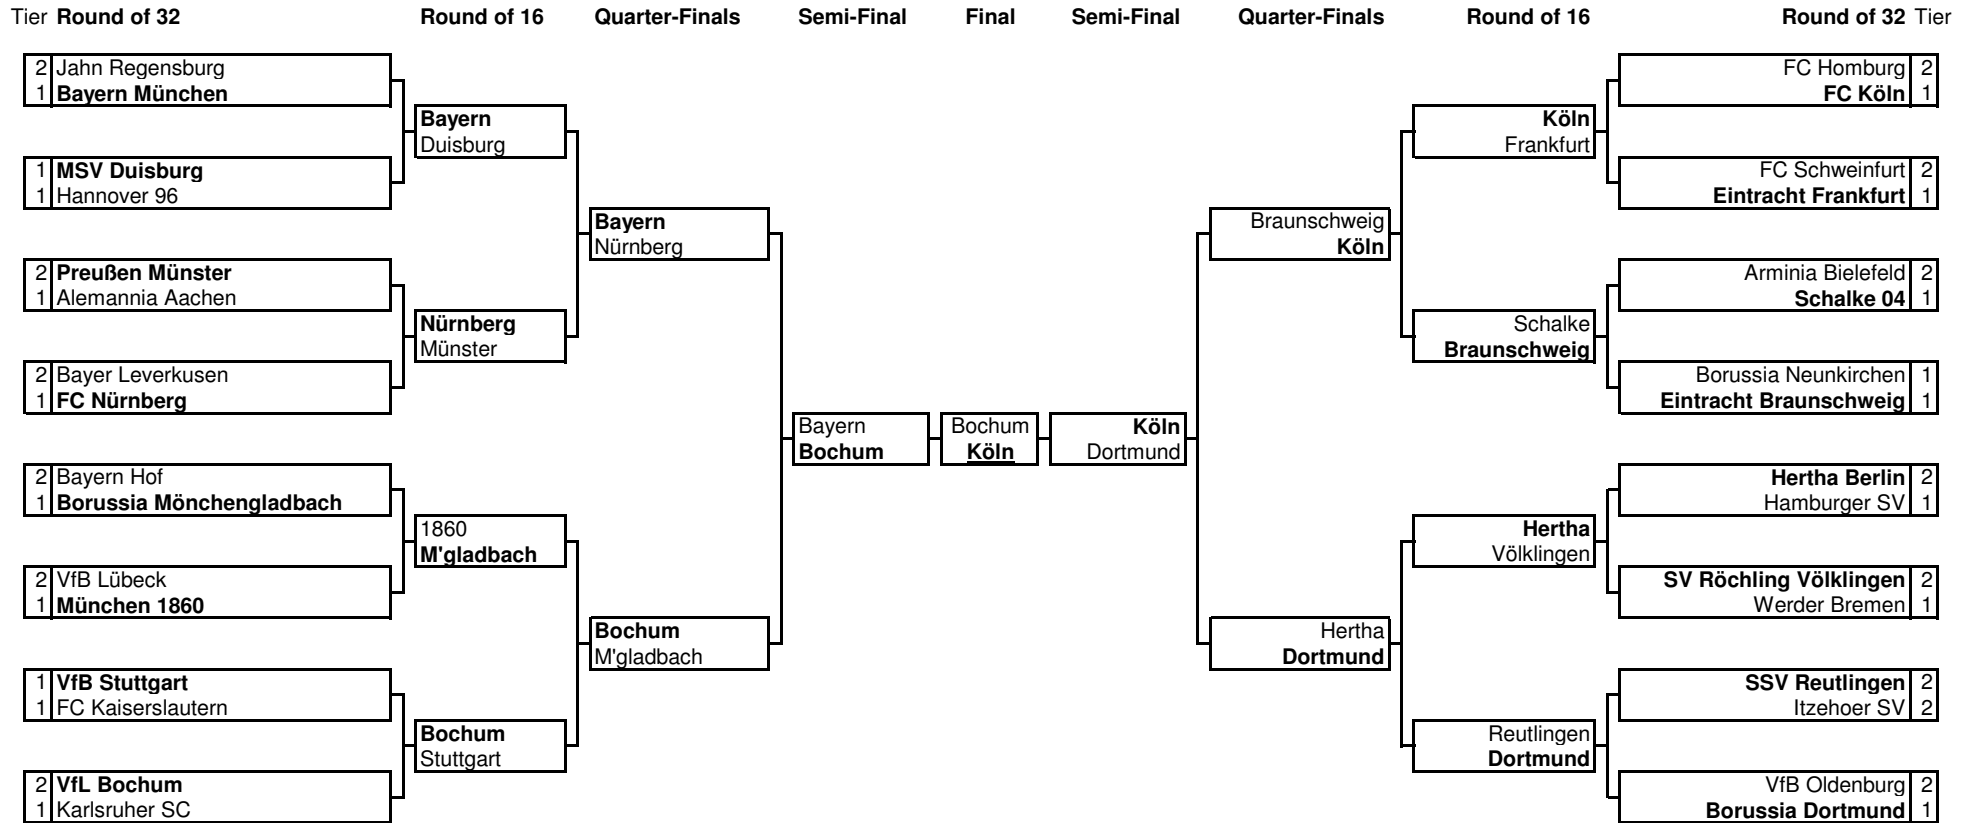 Tier Round of 32 Round of 16 Quarter-Finals Semi-Final Final Semi-Final Quarter-Finals Round of 16 Round of 32 Tier
2 Jahn Regensburg
1 Bayern München
1 MSV Duisburg
1 Hannover 96
2 Preußen Münster
1 Alemannia Aachen
2 Bayer Leverkusen
1 FC Nürnberg
2 Bayern Hof
1 Borussia Mönchengladbach
2 VfB Lübeck
1 München 1860
1 VfB Stuttgart
1 FC Kaiserslautern
2 VfL Bochum
1 Karlsruher SC
Bayern
Duisburg
Nürnberg
Münster
1860
M'gladbach
Bochum
Stuttgart
Bayern
Nürnberg
Bochum
M'gladbach
Bayern
Bochum
Bochum
Köln
Köln
Dortmund
Braunschweig
Köln
Hertha
Dortmund
Köln
Frankfurt
Schalke
Braunschweig
Hertha
Völklingen
Reutlingen
Dortmund
FC Homburg 2
FC Köln 1
FC Schweinfurt 2
Eintracht Frankfurt 1
Arminia Bielefeld 2
Schalke 04 1
Borussia Neunkirchen 1
Eintracht Braunschweig 1
Hertha Berlin 2
Hamburger SV 1
SV Röchling Völklingen 2
Werder Bremen 1
SSV Reutlingen 2
Itzehoer SV 2
VfB Oldenburg 2
Borussia Dortmund 1